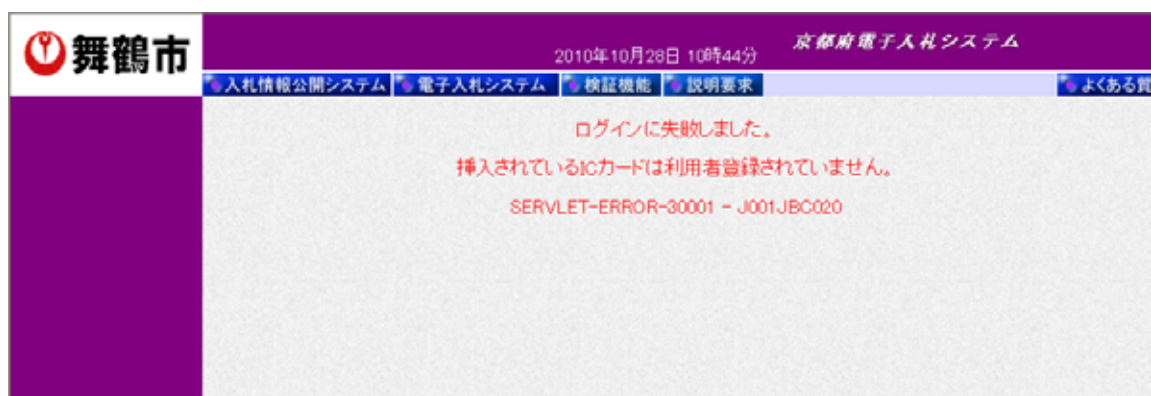 舞鶴市
京都府電子入札システム
2010年10月28日 10時44分
入札情報公開システム 電子入札システム 検証機能 説明要求 よくある質
ログインに失敗しました。
挿入されているICカードは利用者登録されていません。
SERVLET-ERROR-30001 - J001JBC020